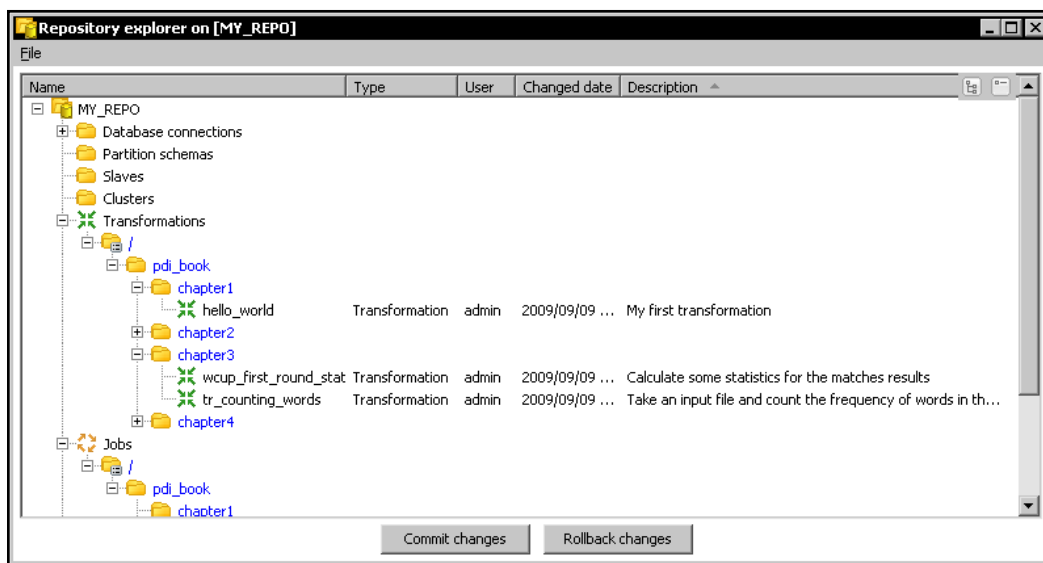 Repository explorer on [MY_REPO]
File
Name Type User Changed date Description
MY_REPO
Database connections
Partition schemas
Slaves
Clusters
Transformations
/
pdi_book
chapter1
hello_world Transformation admin 2009/09/09 ... My first transformation
chapter2
chapter3
wcup_first_round_stat Transformation admin 2009/09/09 ... Calculate some statistics for the matches results
tr_counting_words Transformation admin 2009/09/09 ... Take an input file and count the frequency of words in th...
chapter4
Jobs
/
pdi_book
chapter1
Commit changes Rollback changes